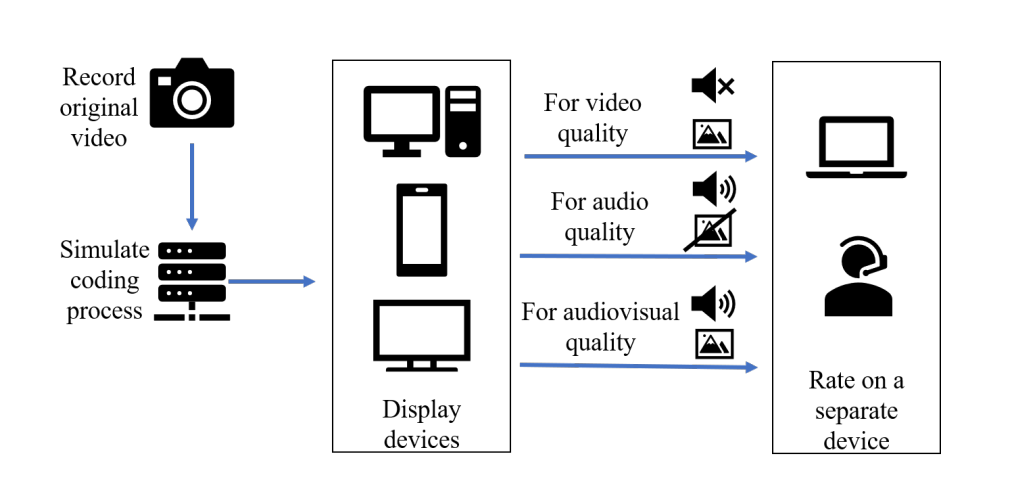 Record
original
video
Simulate
coding
process
Display
devices
For video
quality
For audio
quality
For audiovisual
quality
Rate on a
separate
device